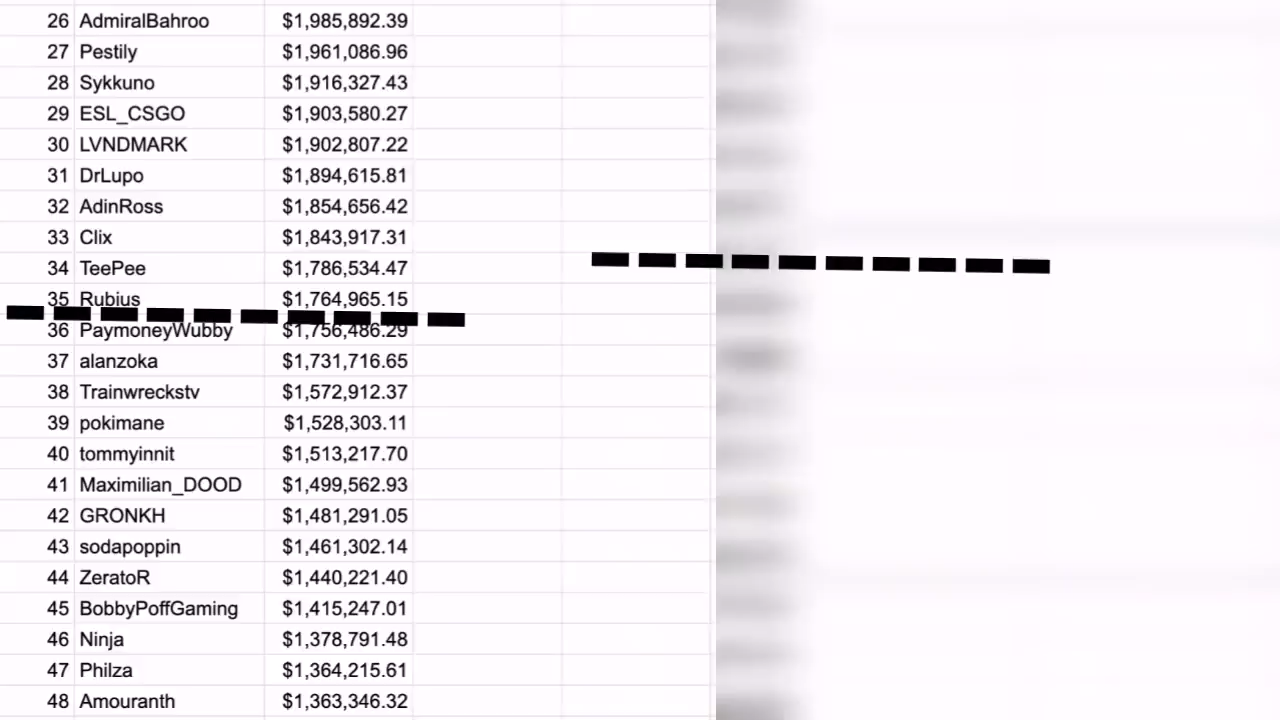 26 AdmiralBahroo $1,985,892.39
27 Pestily $1,961,086.96
28 Sykkuno $1,916,327.43
29 ESL_CSGO $1,903,580.27
30 LVNDMARK $1,902,807.22
31 DrLupo $1,894,615.81
32 AdinRoss $1,854,656.42
33 Clix $1,843,917.31
34 TeePee $1,786,534.47
35 Rubius $1,764,965.15
36 PaymoneyWubby $1,756,486.29
37 alanzoka $1,731,716.65
38 Trainwreckstv $1,572,912.37
39 pokimane $1,528,303.11
40 tommyinnit $1,513,217.70
41 Maximilian_DOOD $1,499,562.93
42 GRONKH $1,481,291.05
43 sodapoppin $1,461,302.14
44 ZeratoR $1,440,221.40
45 BobbyPoffGaming $1,415,247.01
46 Ninja $1,378,791.48
47 Philza $1,364,215.61
48 Amouranth $1,363,346.32